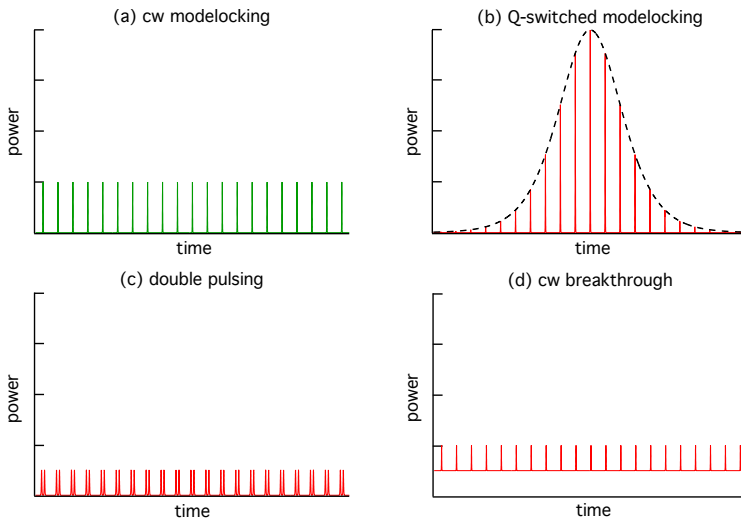 (a) cw modelocking
power
time
(b) Q-switched modelocking
power
time
(c) double pulsing
power
time
(d) cw breakthrough
power
time